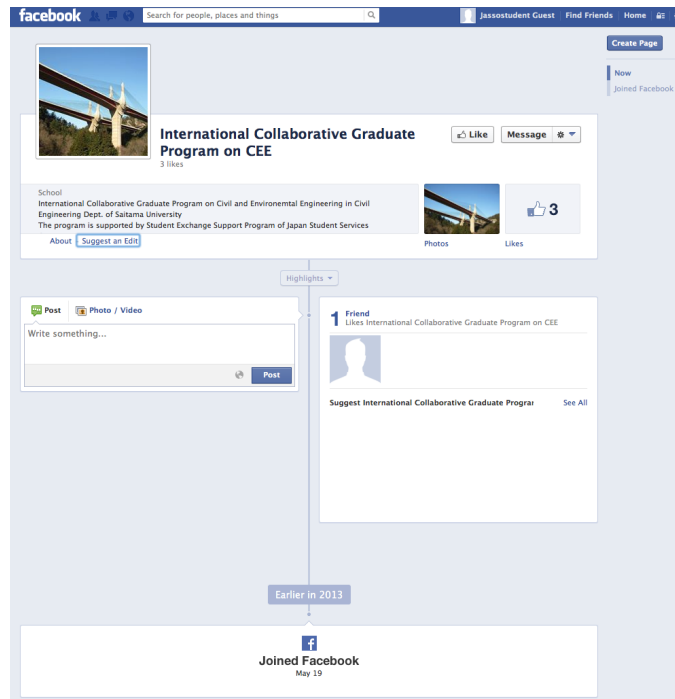 facebook
Search for people, places and things
Jassostudent Guest
Find Friends
Home
Create Page
Now
Joined Facebook
International Collaborative Graduate
Program on CEE
3 likes
Like
Message
School
International Collaborative Graduate Program on Civil and Environemtal Engineering in Civil
Engineering Dept. of Saitama University
The program is supported by Student Exchange Support Program of Japan Student Services
About
Suggest an Edit
3
Photos
Likes
Highlights
Post
Photo / Video
Write something...
Post
1
Friend
Likes International Collaborative Graduate Program on CEE
Suggest International Collaborative Graduate Program
See All
Earlier in 2013
Joined Facebook
May 19